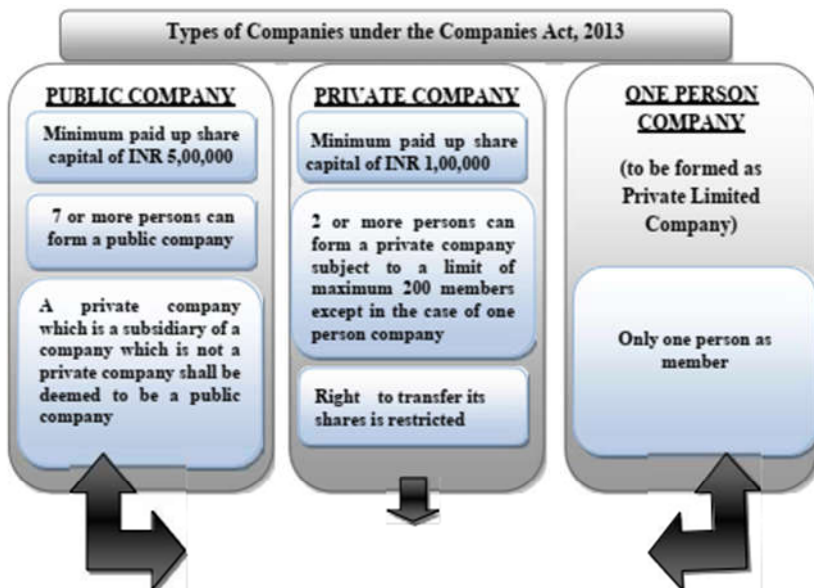 Types of Companies under the Companies Act, 2013
PUBLIC COMPANY
Minimum paid up share
capital of INR 5,00,000
7 or more persons can
form a public company
A private company
which is a subsidiary of a
company which is not a
private company shall be
deemed to be a public
company
PRIVATE COMPANY
Minimum paid up share
capital of INR 1,00,000
2 or more persons can
form a private company
subject to a limit of
maximum 200 members
except in the case of one
person company
Right to transfer its
shares is restricted
ONE PERSON
COMPANY
(to be formed as
Private Limited
Company)
Only one person as
member